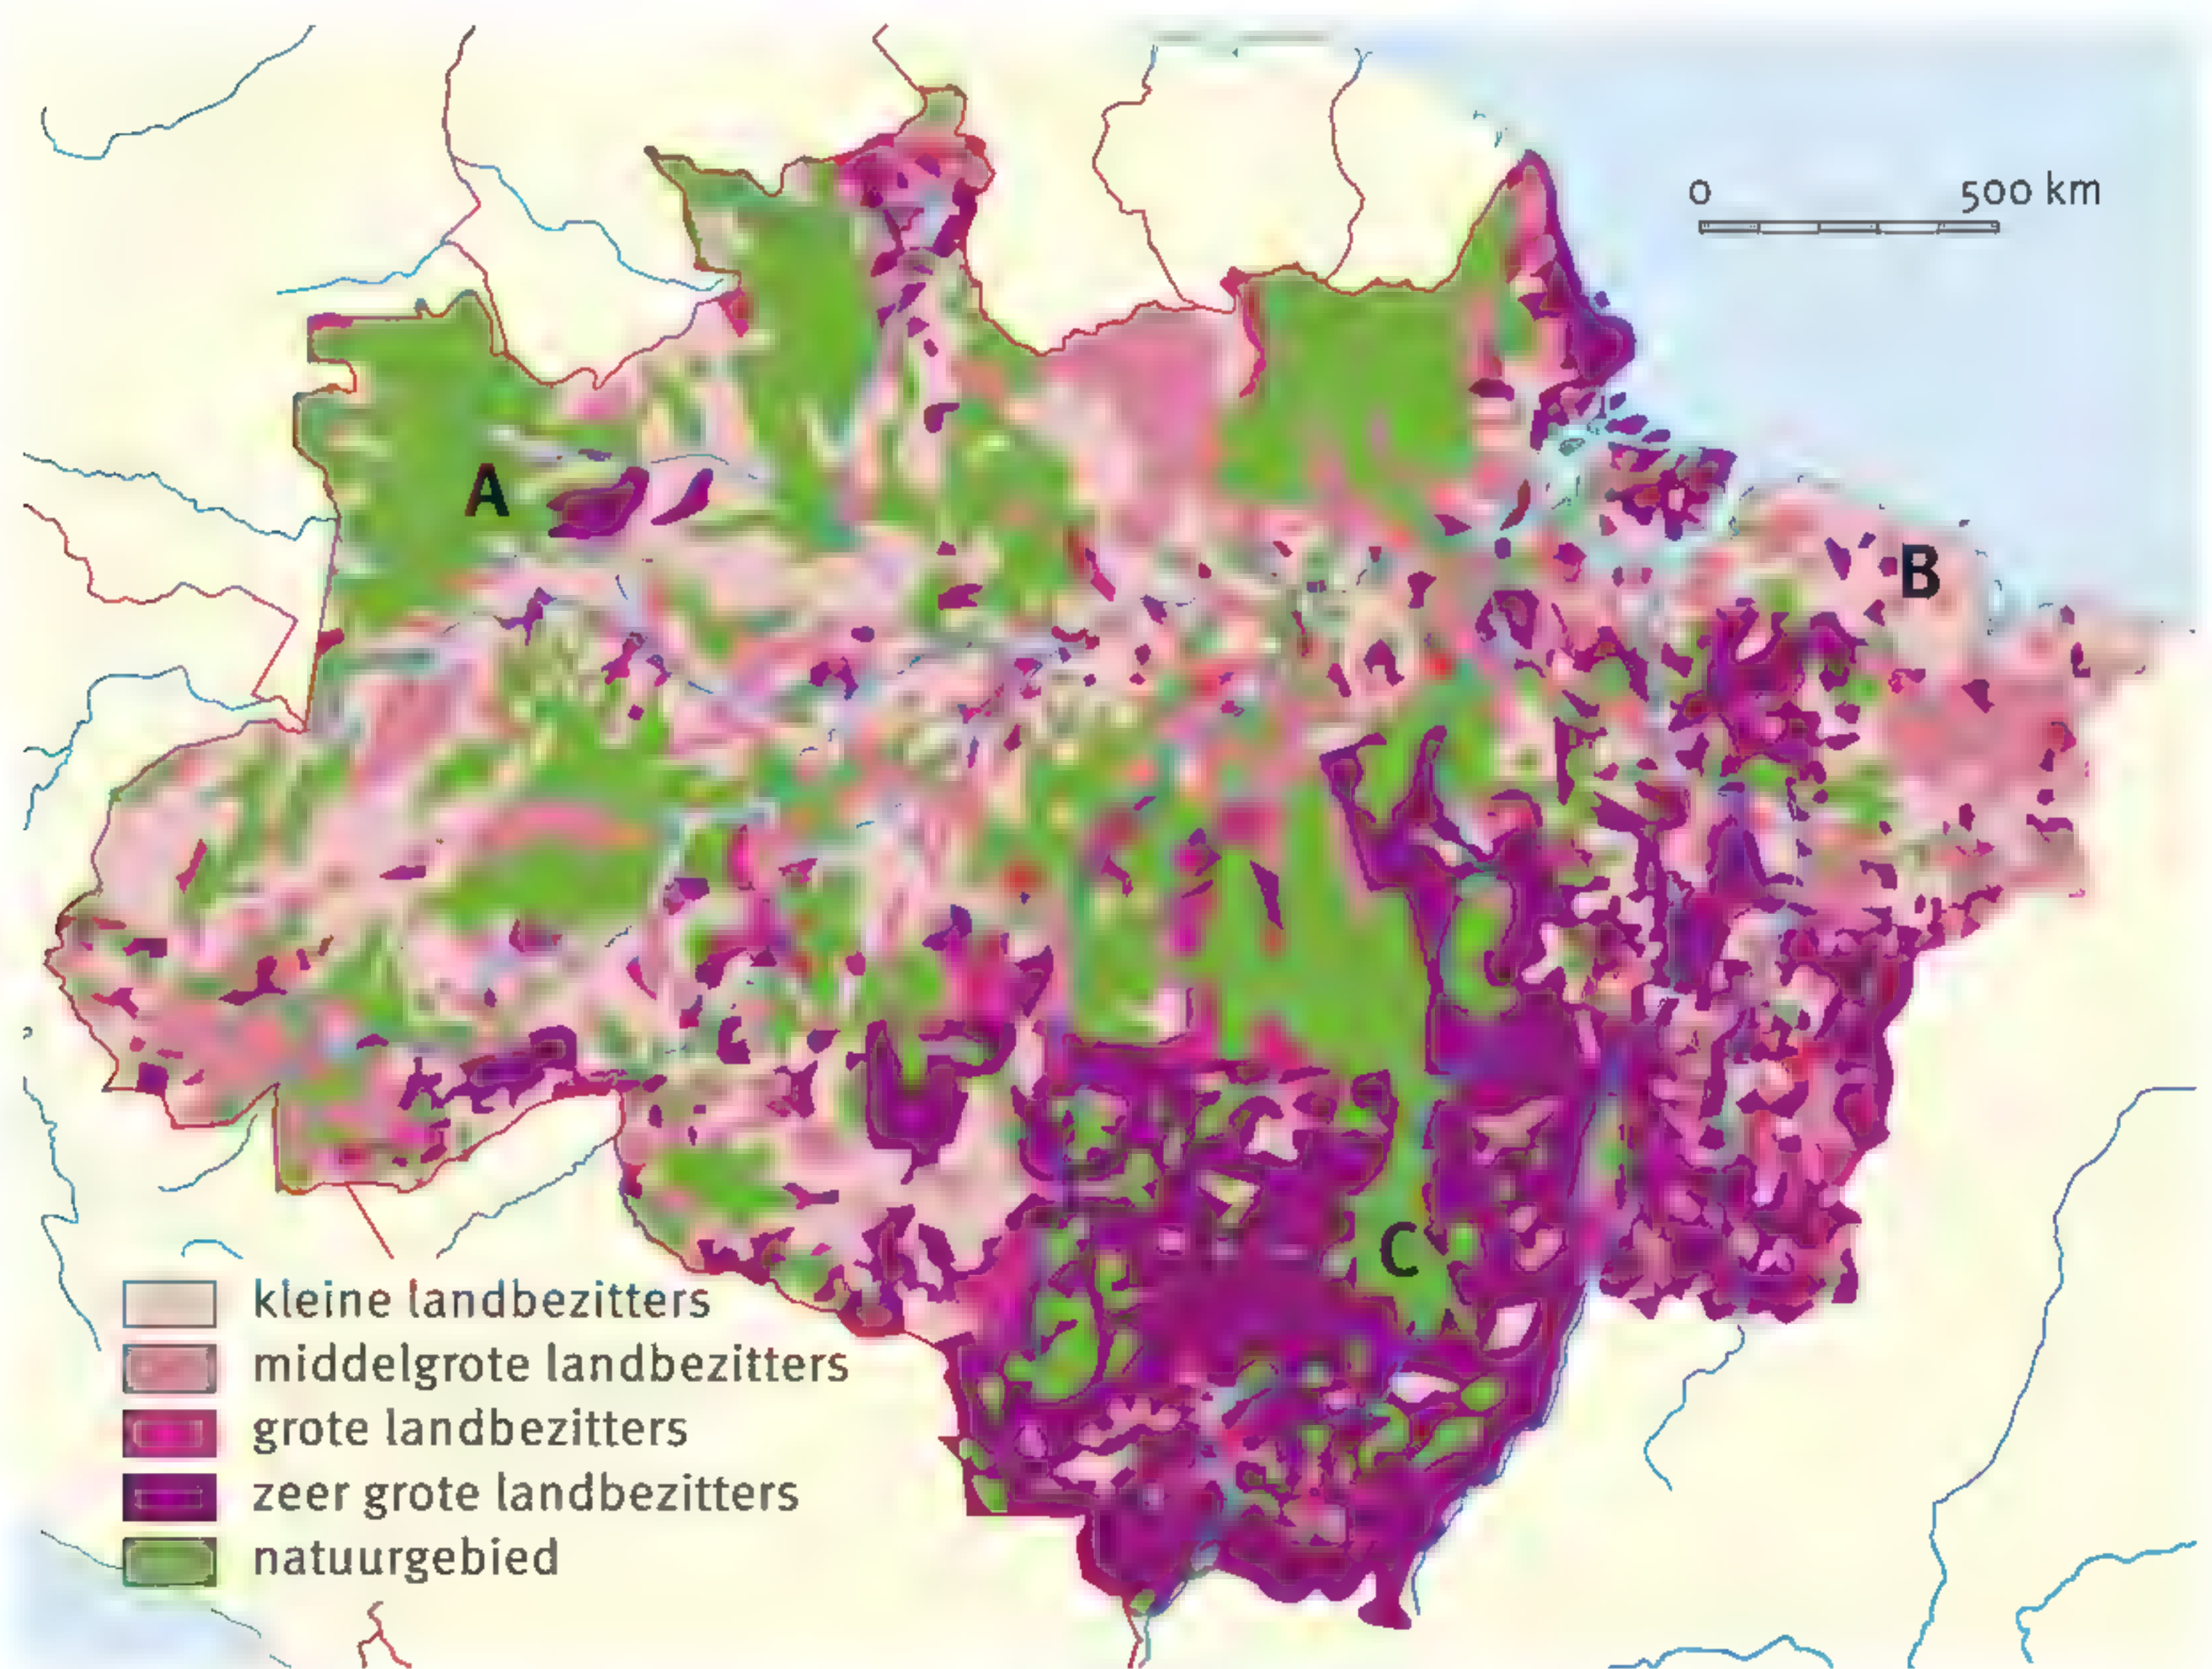 0 500 km
A
B
C
kleine landbezitters
middelgrote landbezitters
grote landbezitters
zeer grote landbezitters
natuurgebied